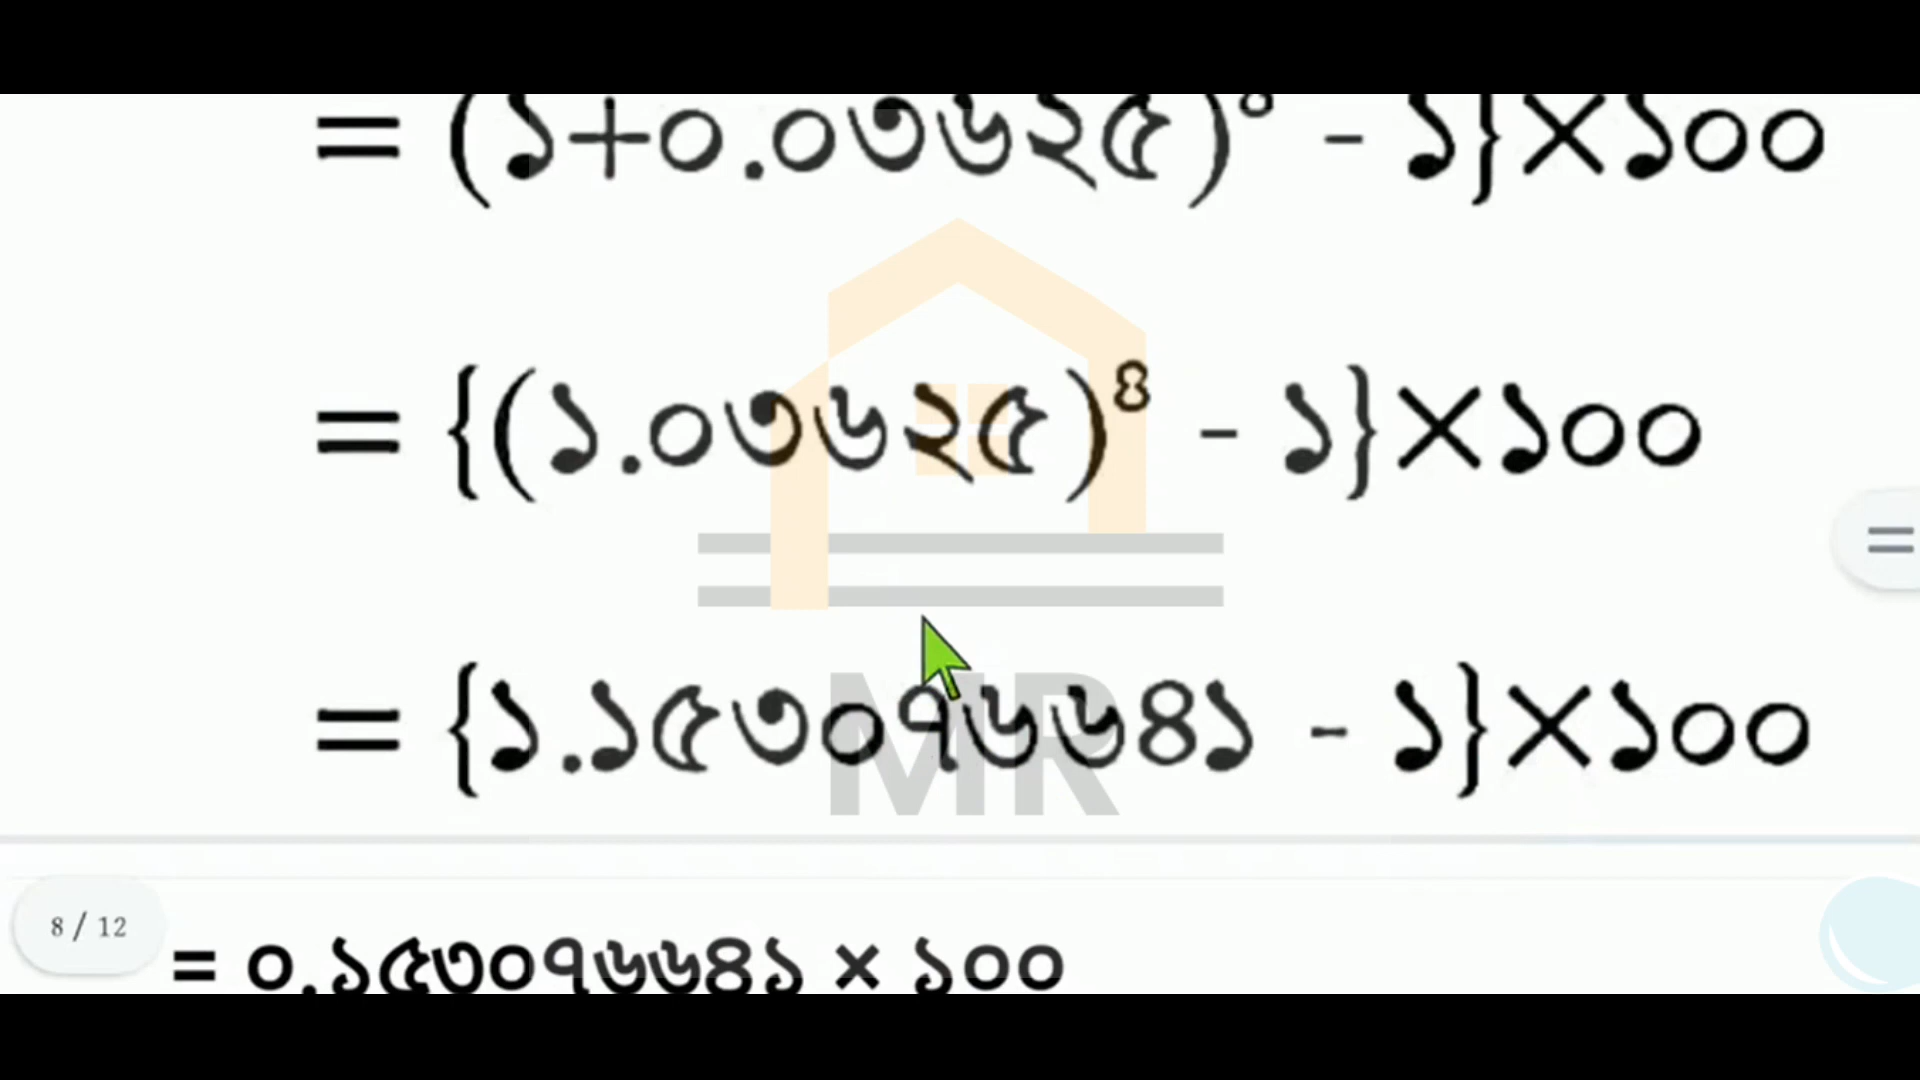 = (১+০.০৩৬২৫)⁸ - ১}×১০০
= {(১.০৩৬২৫)⁪ - ১}×১০০
= {১.১৫৩০৭৬৬৪১ - ১}×১০০
8 / 12
= ০.১৫৩০৭৬৬৪১ × ১০০
MR